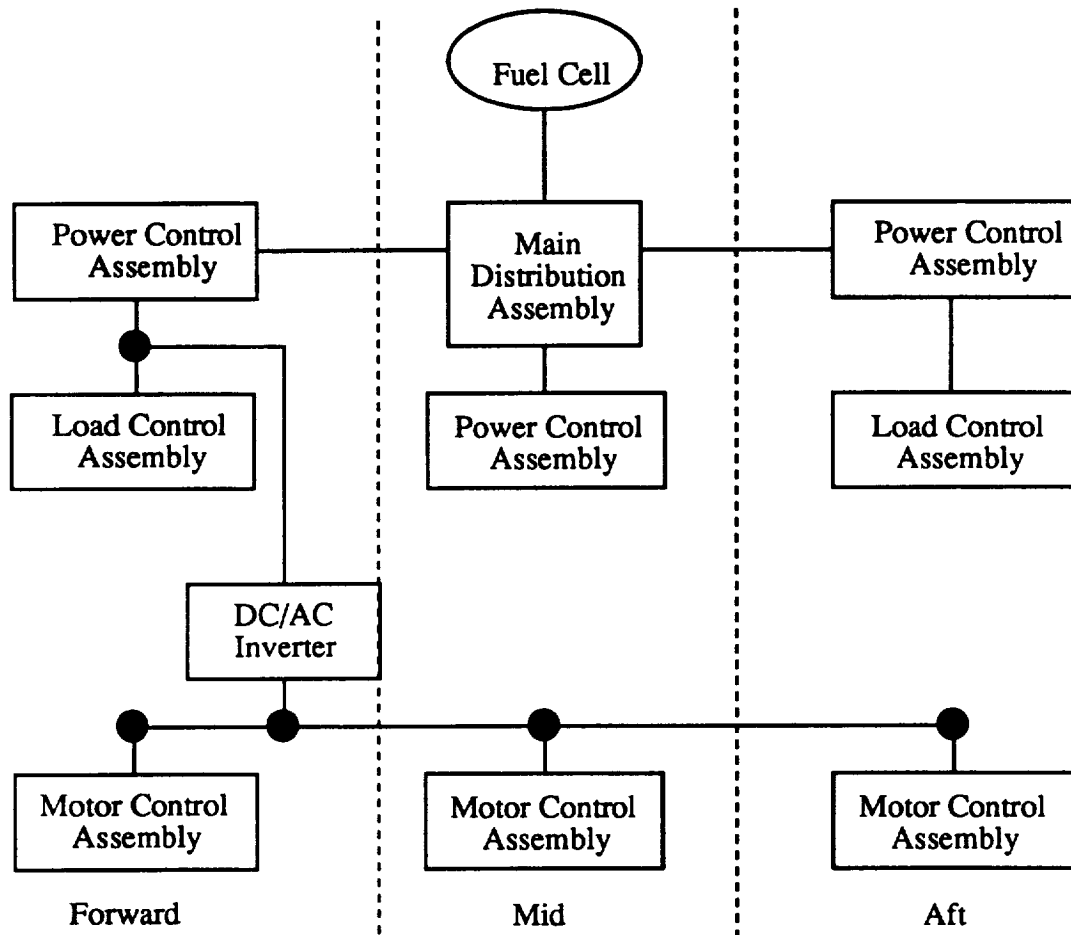 Fuel Cell
Power Control
Assembly
Main
Distribution
Assembly
Power Control
Assembly
Load Control
Assembly
Power Control
Assembly
Load Control
Assembly
DC/AC
Inverter
Motor Control
Assembly
Motor Control
Assembly
Motor Control
Assembly
Forward
Mid
Aft